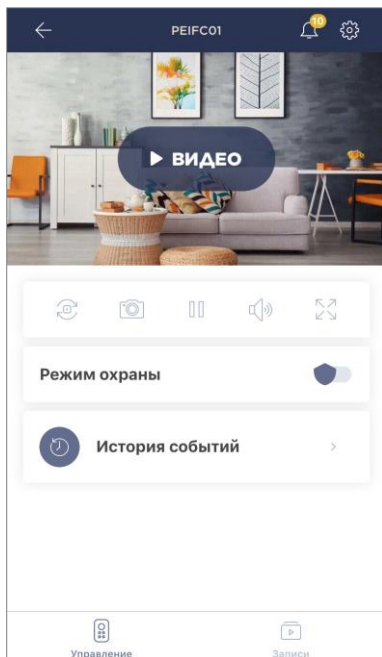 PEIFC01
10
ВИДЕО
Режим охраны
История событий
Управление
Записи